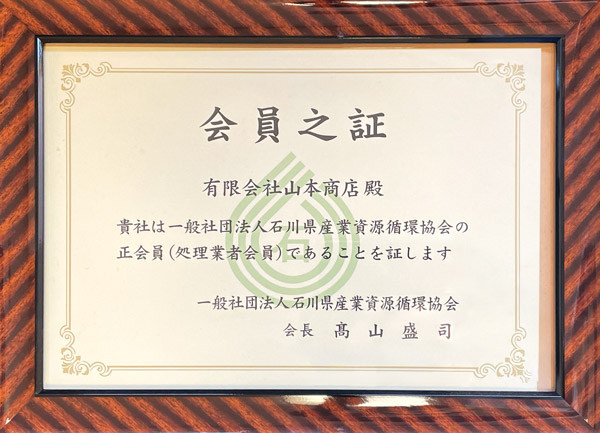 会員之証
有限会社山本商店殿
貴社は一般社団法人石川県産業資源循環協会の
正会員(処理業者会員)であることを証します
一般社団法人石川県産業資源循環協会
会長 髙山盛司